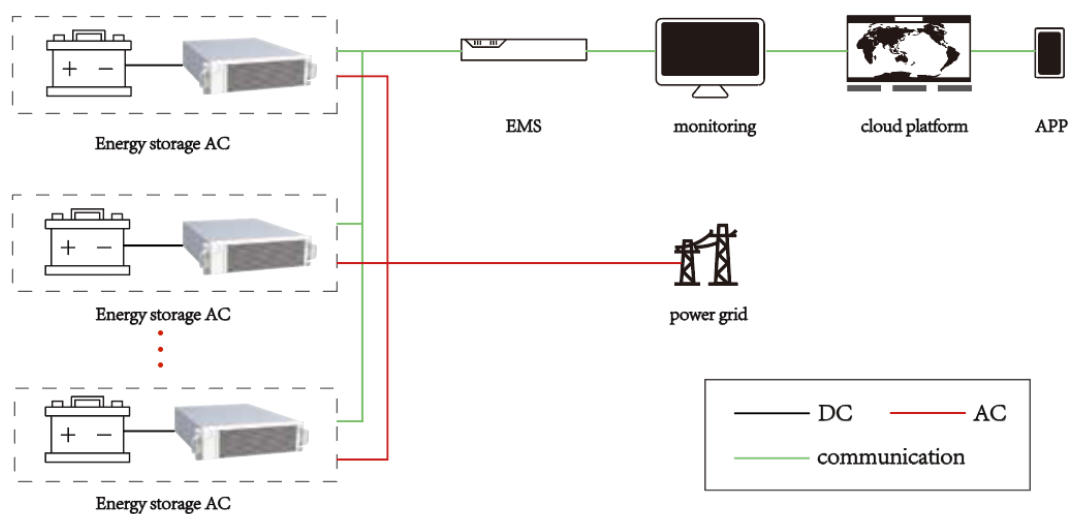 Energy storage AC
EMS
monitoring
cloud platform
APP
Energy storage AC
power grid
Energy storage AC
DC
AC
communication